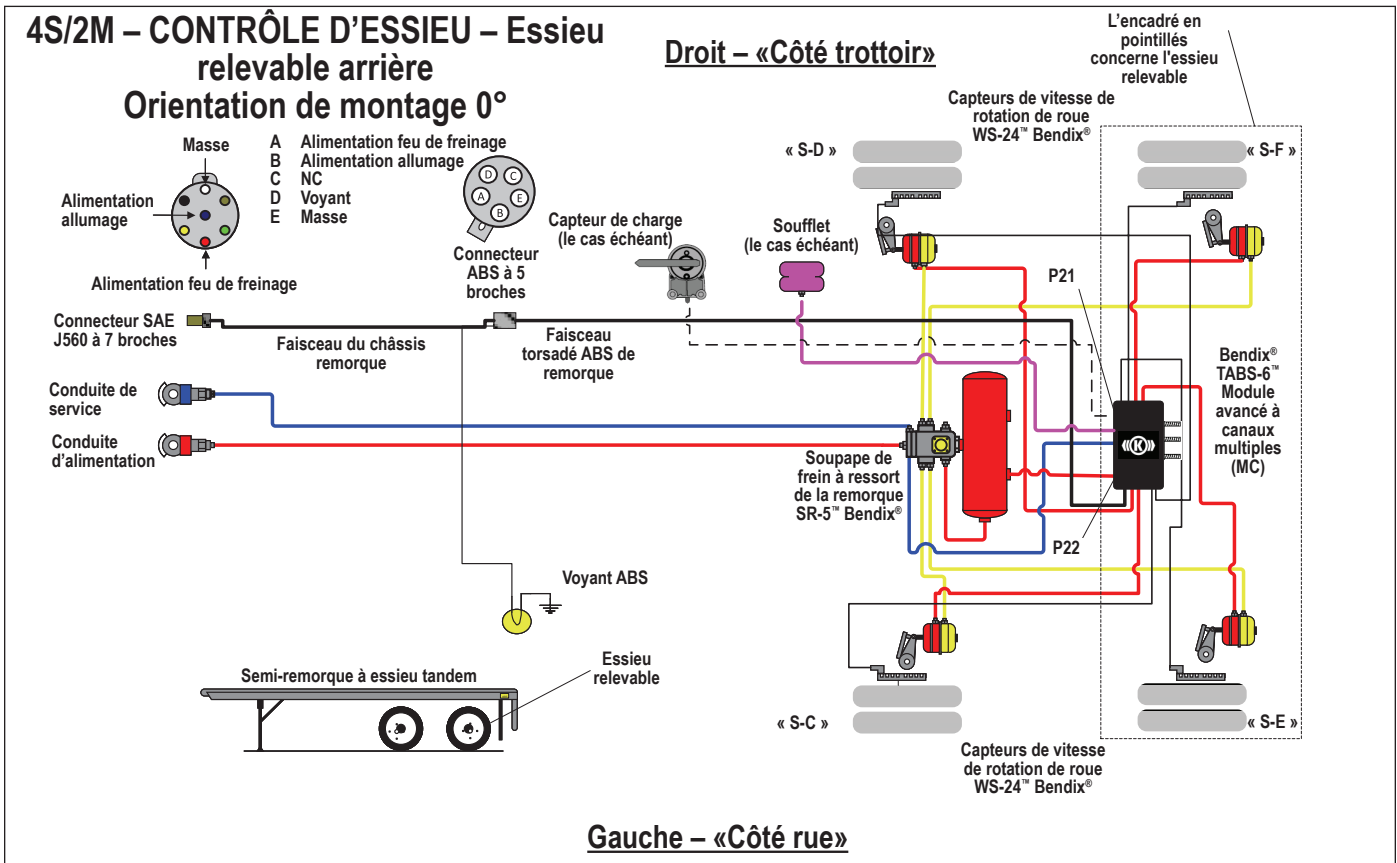 4S/2M – CONTRÔLE D’ESSIEU – Essieu
relevable arrière
Orientation de montage 0°
Droit – «Côté trottoir»
L’encadré en
pointillés
concerne l'essieu
relevable
Masse
Alimentation
allumage
Alimentation feu de freinage
A Alimentation feu de freinage
B Alimentation allumage
C NC
D Voyant
E Masse
D
C
A
E
B
Connecteur
ABS à 5
broches
Capteur de charge
(le cas échéant)
Soufflet
(le cas échéant)
Capteurs de vitesse de
rotation de roue
WS-24™ Bendix®
« S-D »
« S-F »
P21
Connecteur SAE
J560 à 7 broches
Faisceau du châssis
remorque
Faisceau
torsadé ABS de
remorque
Conduite de
service
Conduite
d’alimentation
Soupape de
frein à ressort
de la remorque
SR-5™ Bendix®
Bendix®
TABS-6™
Module
avancé à
canaux
multiples
(MC)
K
P22
Voyant ABS
Semi-remorque à essieu tandem
Essieu
relevable
« S-C »
« S-E »
Capteurs de vitesse
de rotation de roue
WS-24™ Bendix®
Gauche – «Côté rue»